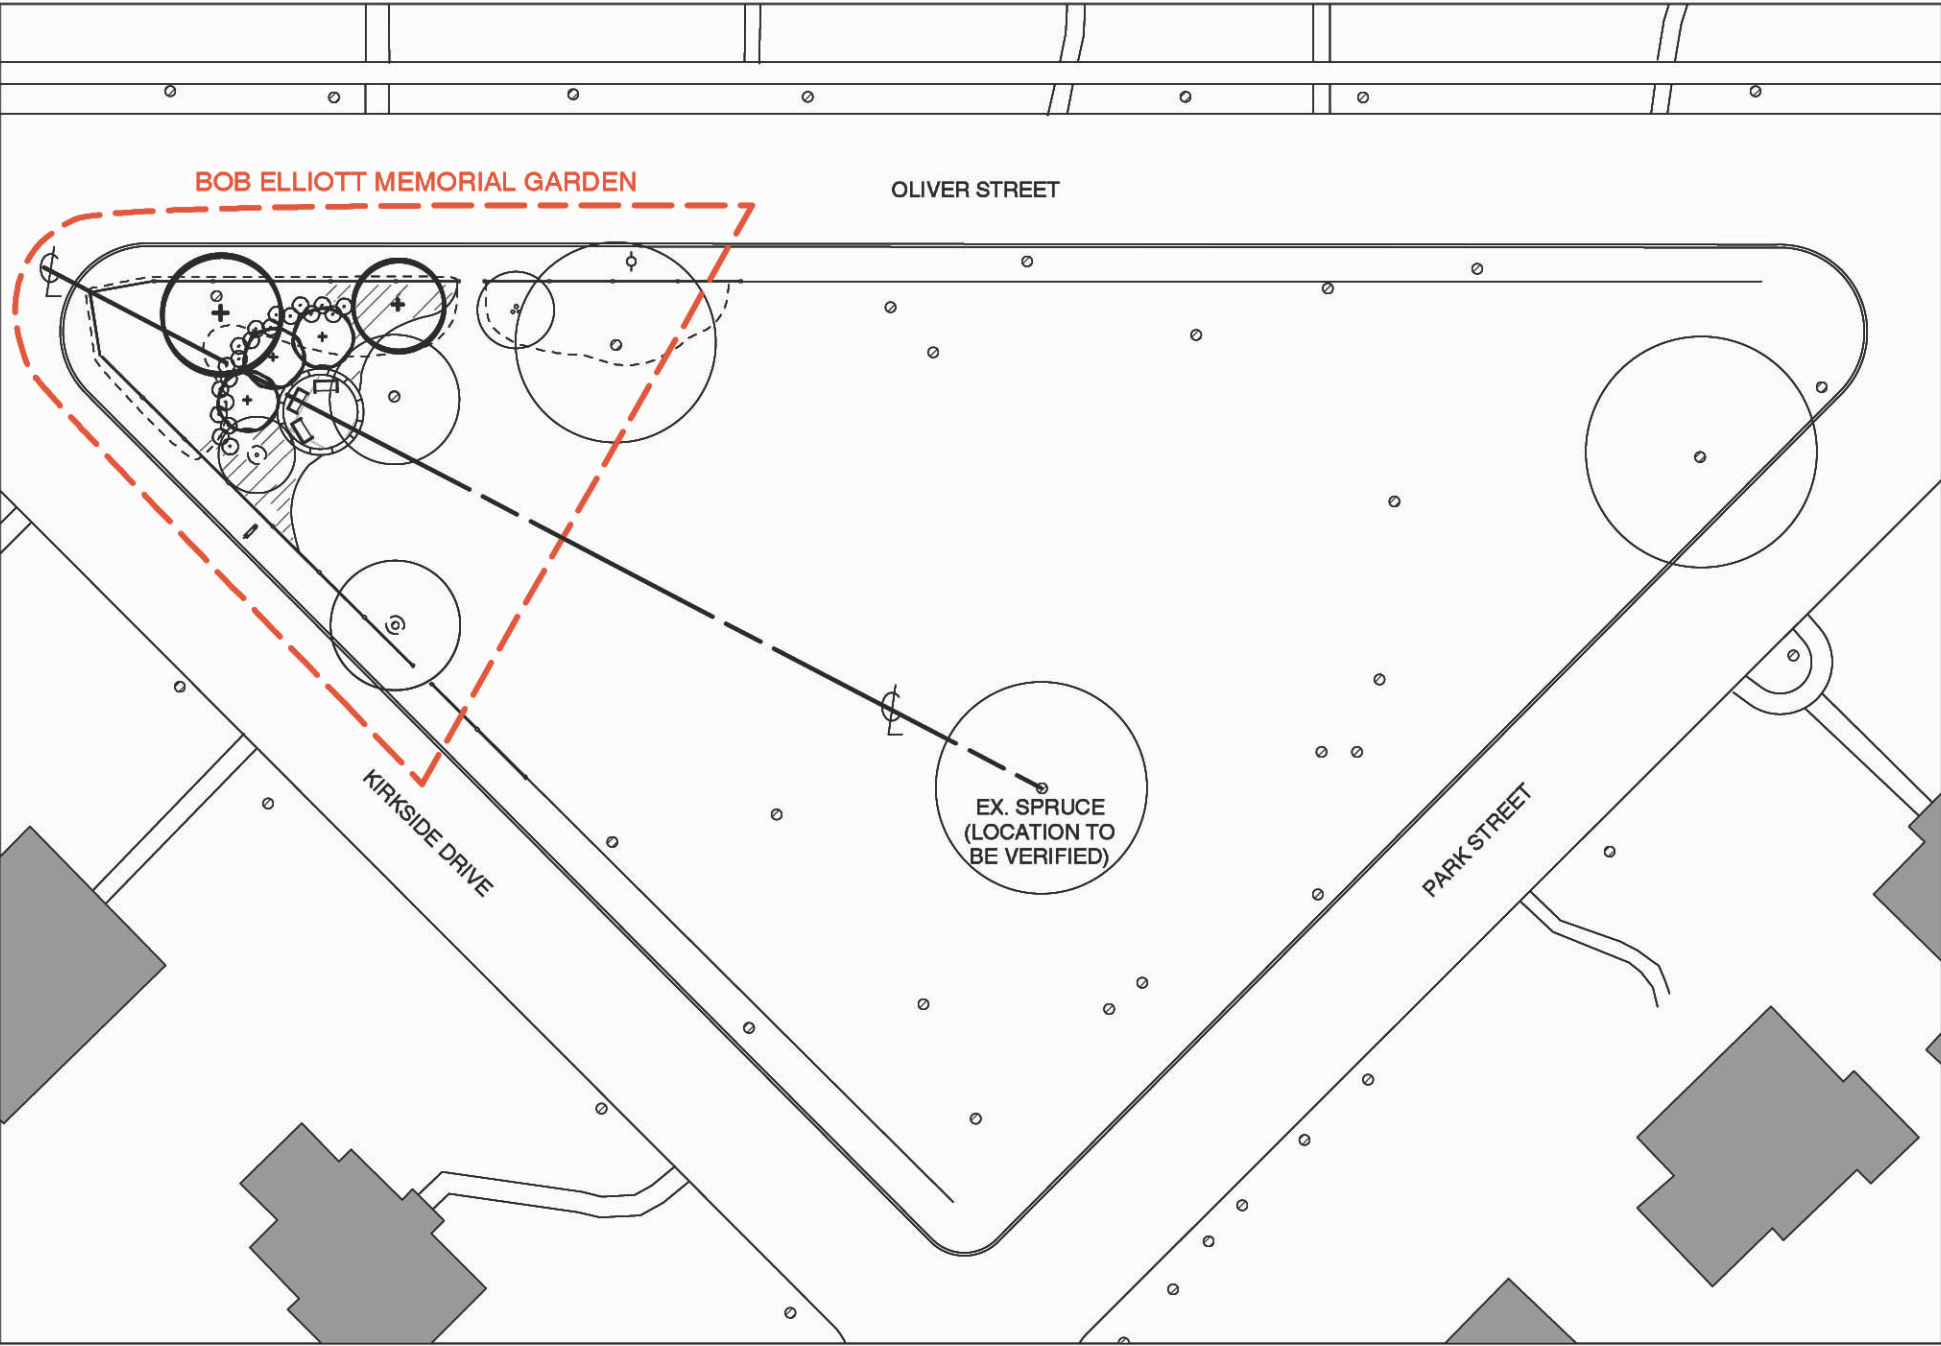 BOB ELLIOTT MEMORIAL GARDEN
OLIVER STREET
KIRKSIDE DRIVE
EX. SPRUCE
(LOCATION TO
BE VERIFIED)
PARK STREET